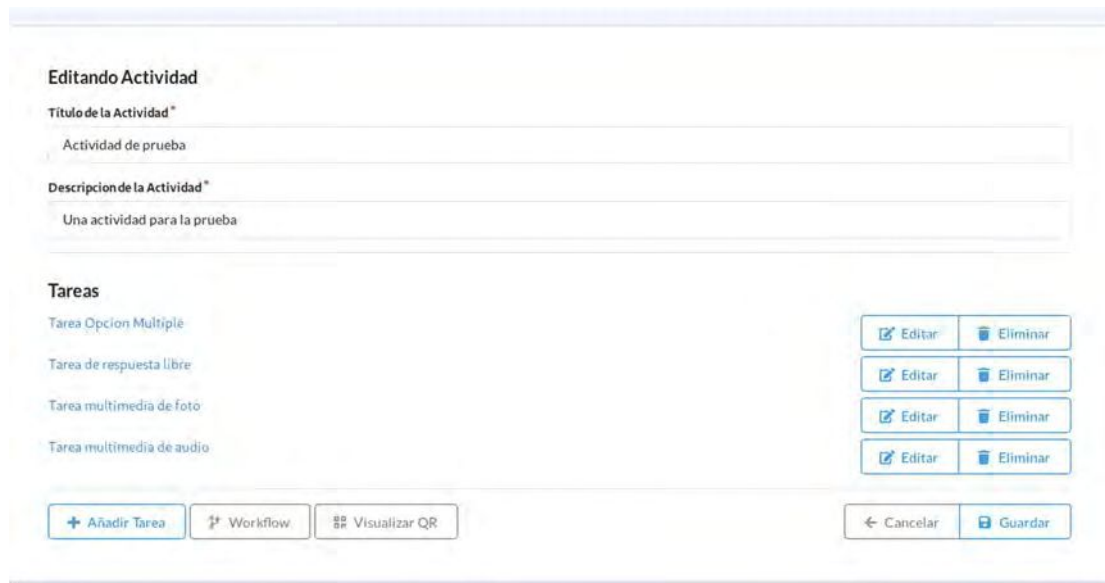 Editando Actividad
Título de la Actividad*
Actividad de prueba
Descripcion de la Actividad*
Una actividad para la prueba
Tareas
Tarea Opcion Multiple
Editar Eliminar
Tarea de respuesta libre
Editar Eliminar
Tarea multimedia de foto
Editar Eliminar
Tarea multimedia de audio
Editar Eliminar
Añadir Tarea Workflow Visualizar QR Cancelar Guardar